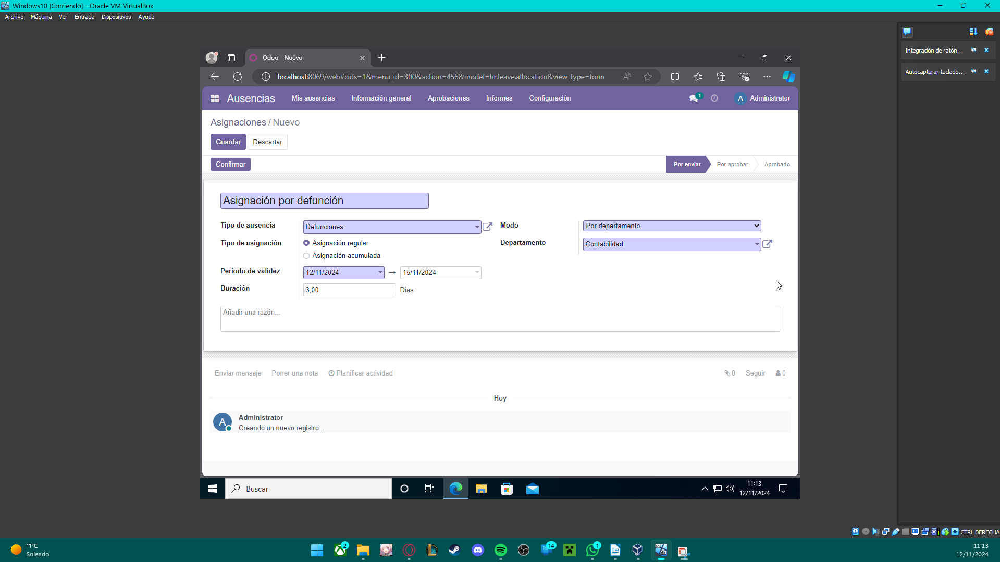 Windows10 [Corriendo] - Oracle VM VirtualBox
Archivo Máquina Ver Entrada Dispositivos Ayuda
Integración de ratón...
Autocapturar teclado...
Odoo - Nuevo
localhost:8069/web#cids=1&menu_id=300&action=456&model=hr.leave.allocation&view_type=form
Ausencias Mis ausencias Información general Aprobaciones Informes Configuración 1 A Administrator
Asignaciones / Nuevo
Guardar Descartar
Confirmar Por enviar Por aprobar Aprobado
Asignación por defunción
Tipo de ausencia Defunciones Modo Por departamento
Tipo de asignación Asignación regular Departamento Contabilidad
Asignación acumulada
Periodo de validez 12/11/2024 → 15/11/2024
Duración 3,00 Dias
Añadir una razón...
Enviar mensaje Poner una nota Planificar actividad 0 Seguir 0
Hoy
A Administrator
Creando un nuevo registro...
Buscar
11:13
12/11/2024
CTRL DERECHA
11°C
Soleado
2 14 1
11:13
12/11/2024